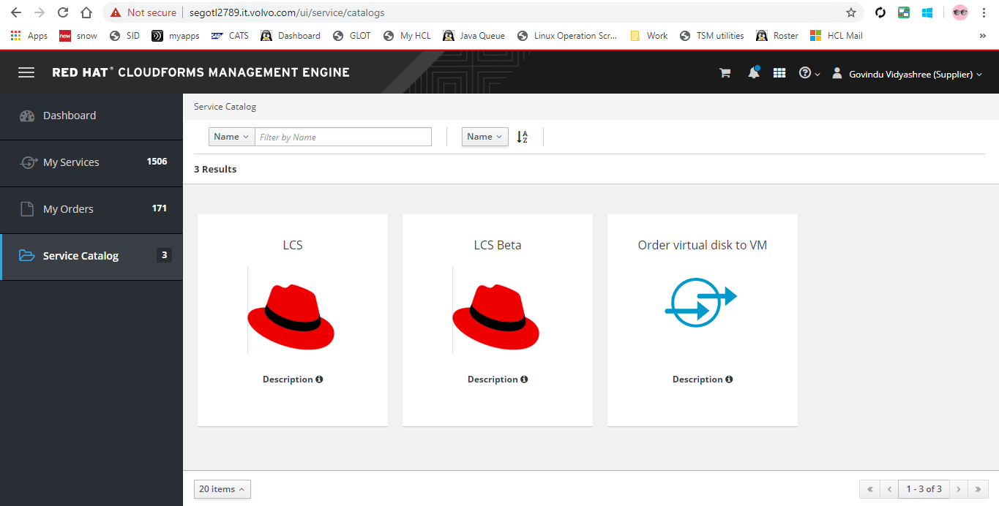 Not secure segotl2789.it.volvo.com/ui/service/catalogs
Apps now snow SID myapps SAP CATS Dashboard GLOT My HCL Java Queue Linux Operation Scr... Work TSM utilities Roster HCL Mail »
RED HAT® CLOUDFORMS MANAGEMENT ENGINE
Govindu Vidyashree (Supplier)
Dashboard
My Services 1506
My Orders 171
Service Catalog 3
Service Catalog
Name Filter by Name Name
3 Results
LCS
Description
LCS Beta
Description
Order virtual disk to VM
Description
20 items
1 - 3 of 3